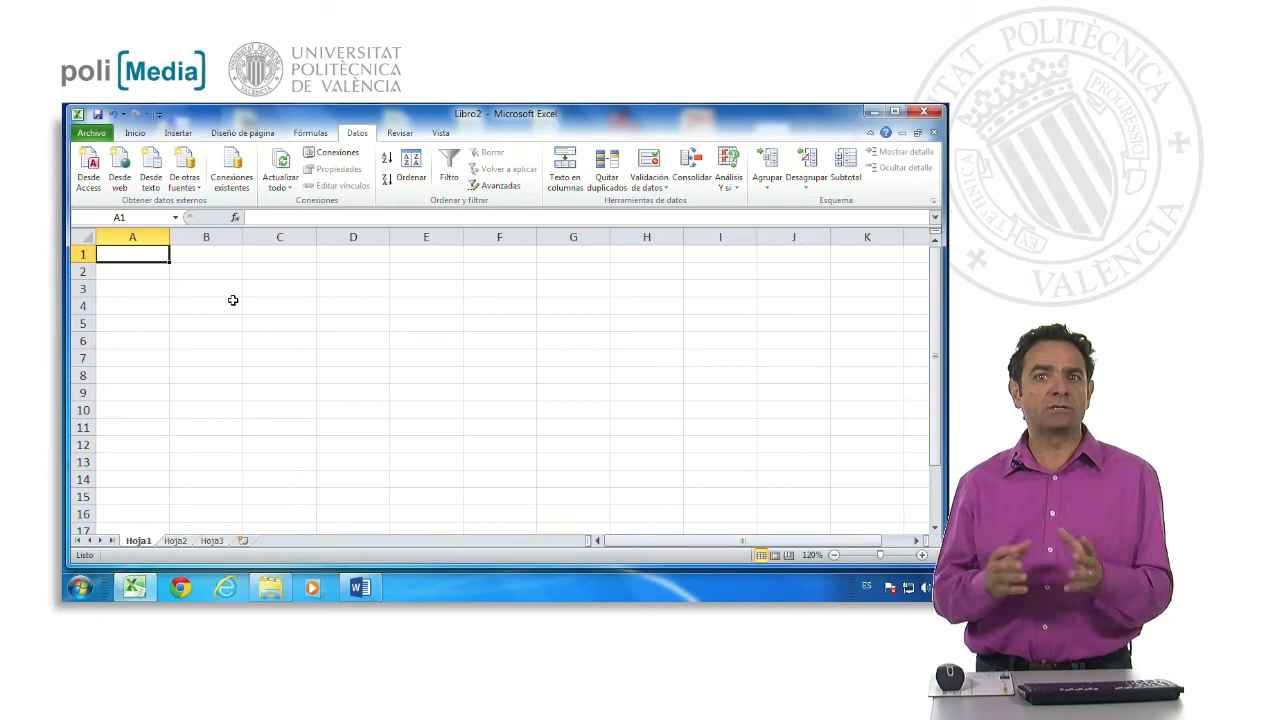 poli[Media]
UNIVERSITAT
POLITÈCNICA
DE VALÈNCIA
Libro2 - Microsoft Excel
Archivo Inicio Insertar Diseño de página Fórmulas Datos Revisar Vista
Desde Access
Desde web
Desde texto
De otras fuentes
Conexiones existentes
Actualizar todo
Conexiones
Propiedades
Editar vínculos
Ordenar
Filtro
Borrar
Volver a aplicar
Avanzadas
Texto en columnas
Quitar duplicados
Validación de datos
Consolidar
Análisis Y si
Agrupar
Desagrupar
Subtotal
Mostrar detalle
Ocultar detalle
Obtener datos externos Conexiones Ordenar y filtrar Herramientas de datos Esquema
A1 fx
A B C D E F G H I J K
1
2
3
4
5
6
7
8
9
10
11
12
13
14
15
16
17
Hoja1 Hoja2 Hoja3
Listo 120%
ES
POLITÈCNICA
PROGRESSIO
VALÈNCIA